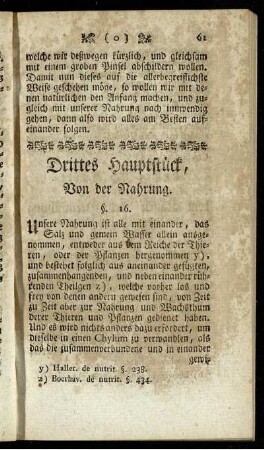 ( o ) 61
welche wir deßwegen kürzlich, und gleichsam
mit einem groben Pinsel abschildern wollen.
Damit nun dieses auf die allerbegreiflichste
Weise geschehen möge, so wollen wir mit de-
nen natürlichen den Anfang machen, und zu-
gleich mit unserer Nahrung nach innwendig
gehen, dann also wird alles am Besten auf-
einander folgen.
Drittes Hauptstück,
Von der Nahrung.
§. 16.
Unsere Nahrung ist alle mit einander, das
Salz und gemein Wasser allein ausge-
nommen, entweder aus dem Reiche der Thie-
ren, oder der Pflanzen hergenommen y),
und bestehet folglich aus aneinander gefügten,
zusammenhangenden, und neben einander rüh-
renden Theilgen z), welche vorher los und
frey von denen andern gewesen sind, von Zeit
zu Zeit aber zur Nahrung und Wachsthum
derer Thieren und Pflanzen gedienet haben.
Und es wird nichts anders dazu erfordert, um
dieselbe in einen Chylum zu verwandlen, als
daß die zusammenverbundene und in einander
gewi-
y) Haller. de nutrit. §. 238.
z) Boerhav. de nutrit. §. 434.